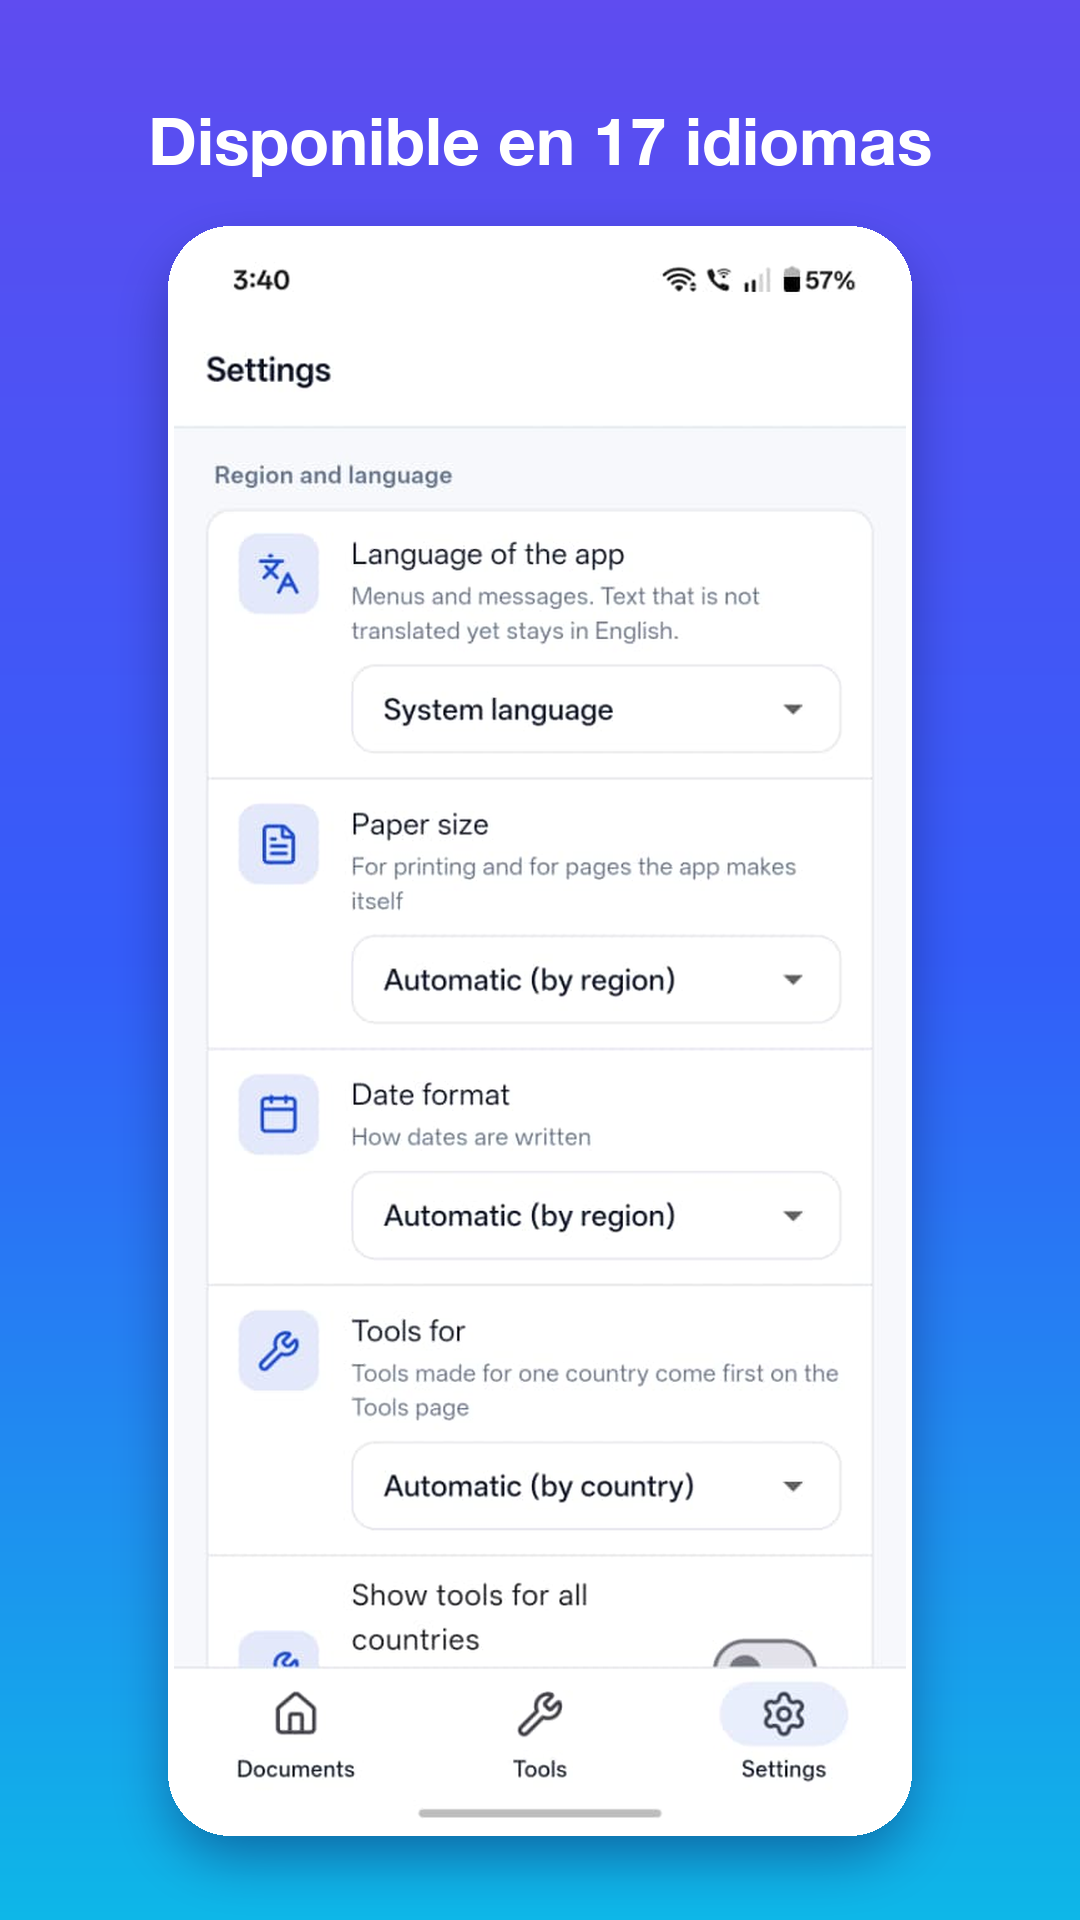 Disponible en 17 idiomas
3:40
57%
Settings
Region and language
Language of the app
Menus and messages. Text that is not
translated yet stays in English.
System language
Paper size
For printing and for pages the app makes
itself
Automatic (by region)
Date format
How dates are written
Automatic (by region)
Tools for
Tools made for one country come first on the
Tools page
Automatic (by country)
Show tools for all
countries
Documents
Tools
Settings